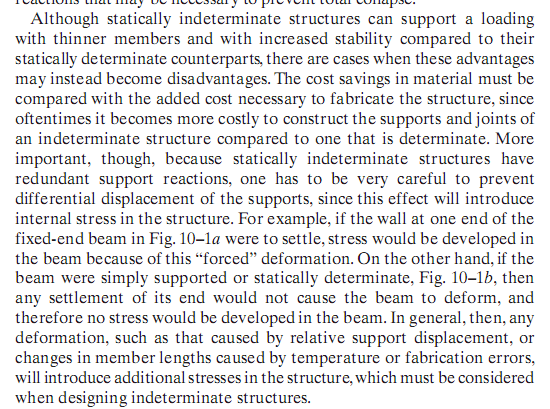 reactions that may be necessary to prevent total collapse.
Although statically indeterminate structures can support a loading
with thinner members and with increased stability compared to their
statically determinate counterparts, there are cases when these advantages
may instead become disadvantages. The cost savings in material must be
compared with the added cost necessary to fabricate the structure, since
oftentimes it becomes more costly to construct the supports and joints of
an indeterminate structure compared to one that is determinate. More
important, though, because statically indeterminate structures have
redundant support reactions, one has to be very careful to prevent
differential displacement of the supports, since this effect will introduce
internal stress in the structure. For example, if the wall at one end of the
fixed-end beam in Fig. 10–1a were to settle, stress would be developed in
the beam because of this “forced” deformation. On the other hand, if the
beam were simply supported or statically determinate, Fig. 10–1b, then
any settlement of its end would not cause the beam to deform, and
therefore no stress would be developed in the beam. In general, then, any
deformation, such as that caused by relative support displacement, or
changes in member lengths caused by temperature or fabrication errors,
will introduce additional stresses in the structure, which must be considered
when designing indeterminate structures.